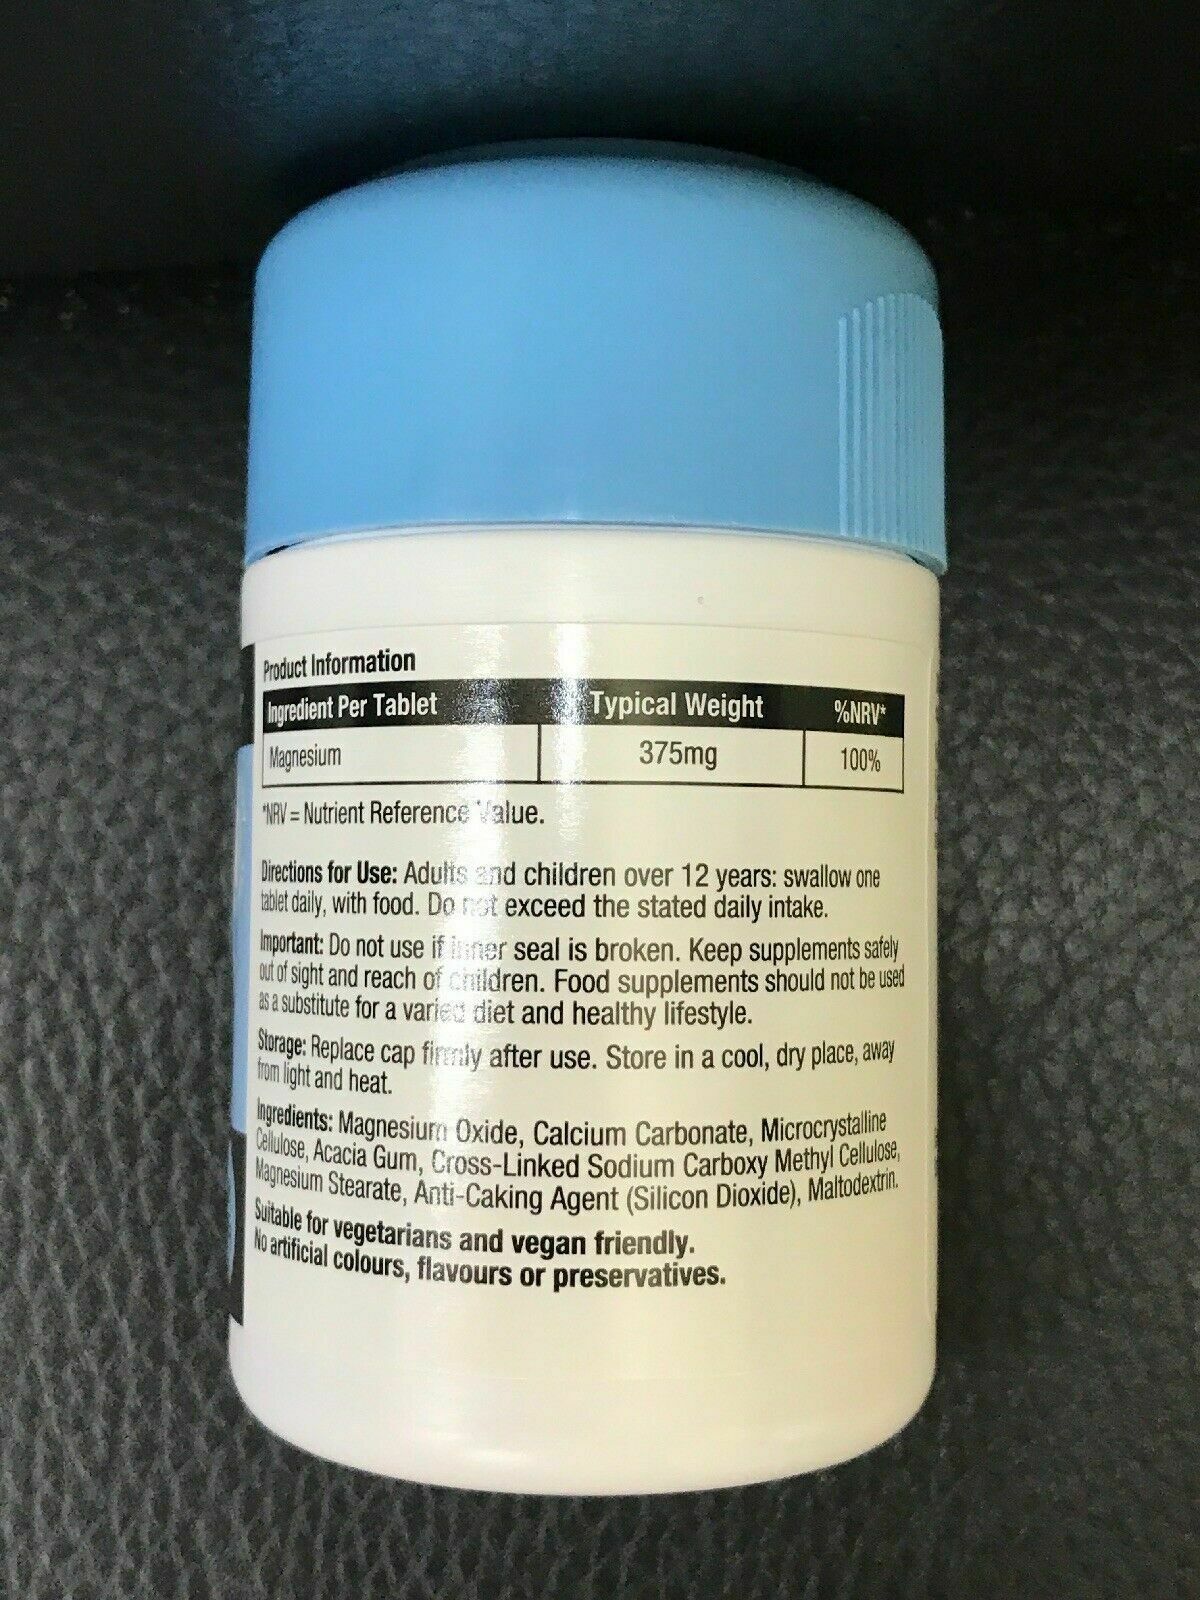 Product Information
Ingredient Per Tablet Typical Weight %NRV*
Magnesium 375mg 100%
*NRV = Nutrient Reference Value.
Directions for Use: Adults and children over 12 years: swallow one
tablet daily, with food. Do not exceed the stated daily intake.
Important: Do not use if inner seal is broken. Keep supplements safely
out of sight and reach of children. Food supplements should not be used
as a substitute for a varied diet and healthy lifestyle.
Storage: Replace cap firmly after use. Store in a cool, dry place, away
from light and heat.
Ingredients: Magnesium Oxide, Calcium Carbonate, Microcrystalline
Cellulose, Acacia Gum, Cross-Linked Sodium Carboxy Methyl Cellulose,
Magnesium Stearate, Anti-Caking Agent (Silicon Dioxide), Maltodextrin.
Suitable for vegetarians and vegan friendly.
No artificial colours, flavours or preservatives.